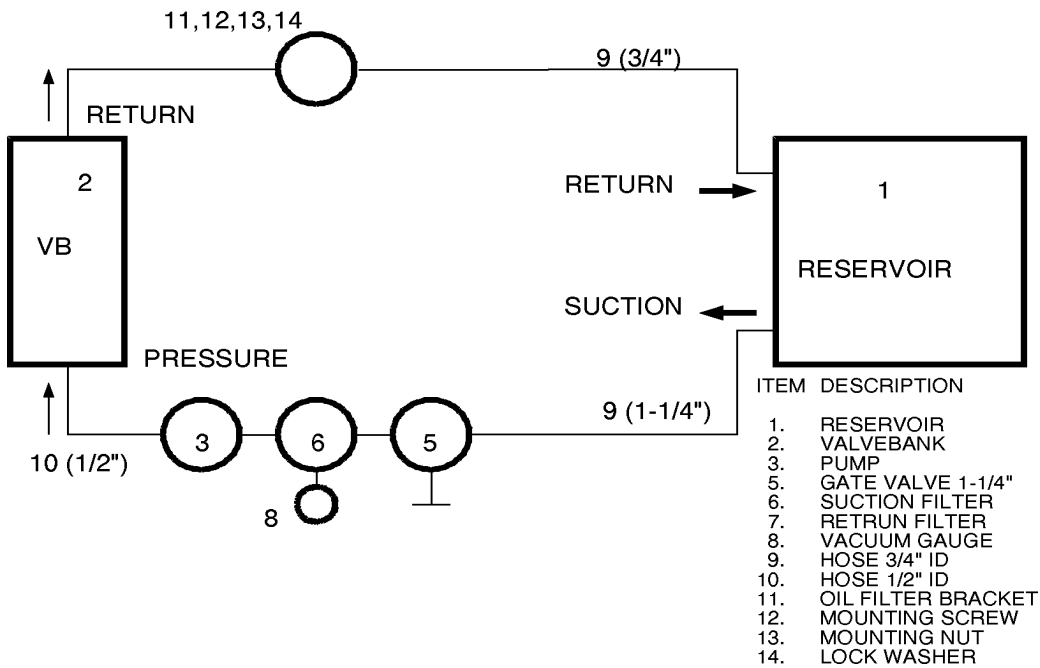 11,12,13,14
9 (3/4")
RETURN
2
RETURN
1
VB
RESERVOIR
SUCTION
PRESSURE
ITEM DESCRIPTION
9 (1-1/4")
3
6
5
10 (1/2")
8
1. RESERVOIR
2. VALVEBANK
3. PUMP
5. GATE VALVE 1-1/4"
6. SUCTION FILTER
7. RETRUN FILTER
8. VACUUM GAUGE
9. HOSE 3/4" ID
10. HOSE 1/2" ID
11. OIL FILTER BRACKET
12. MOUNTING SCREW
13. MOUNTING NUT
14. LOCK WASHER